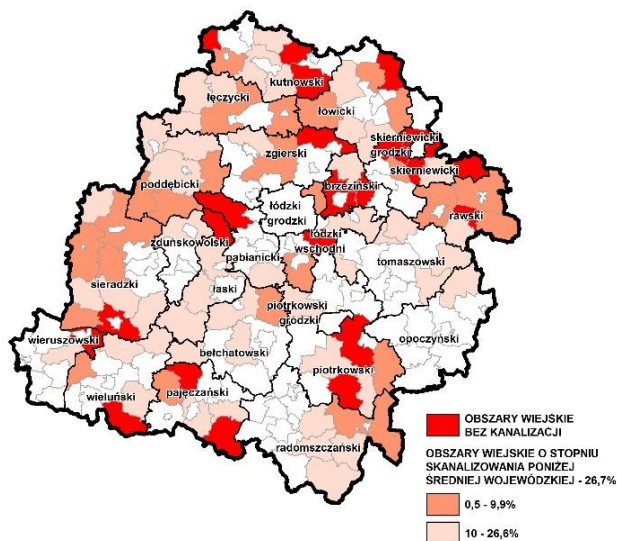 kutnowski
łęczycki
łowicki
skierniewicki
grodzki
zgierski
skierniewicki
poddębicki
brzeziński
łódzki
grodzki
rawski
łódzki
wschodni
zduńskowolski
pabianicki
tomaszowski
sieradzki
łaski
piotrkowski
grodzki
wieruszowski
opoczyński
bełchatowski
piotrkowski
wieluński
pajęczański
radomszczański
OBSZARY WIEJSKIE
BEZ KANALIZACJI
OBSZARY WIEJSKIE O STOPNIU
SKANALIZOWANIA PONIŻEJ
ŚREDNIEJ WOJEWÓDZKIEJ - 26,7%
0,5 - 9,9%
10 - 26,6%